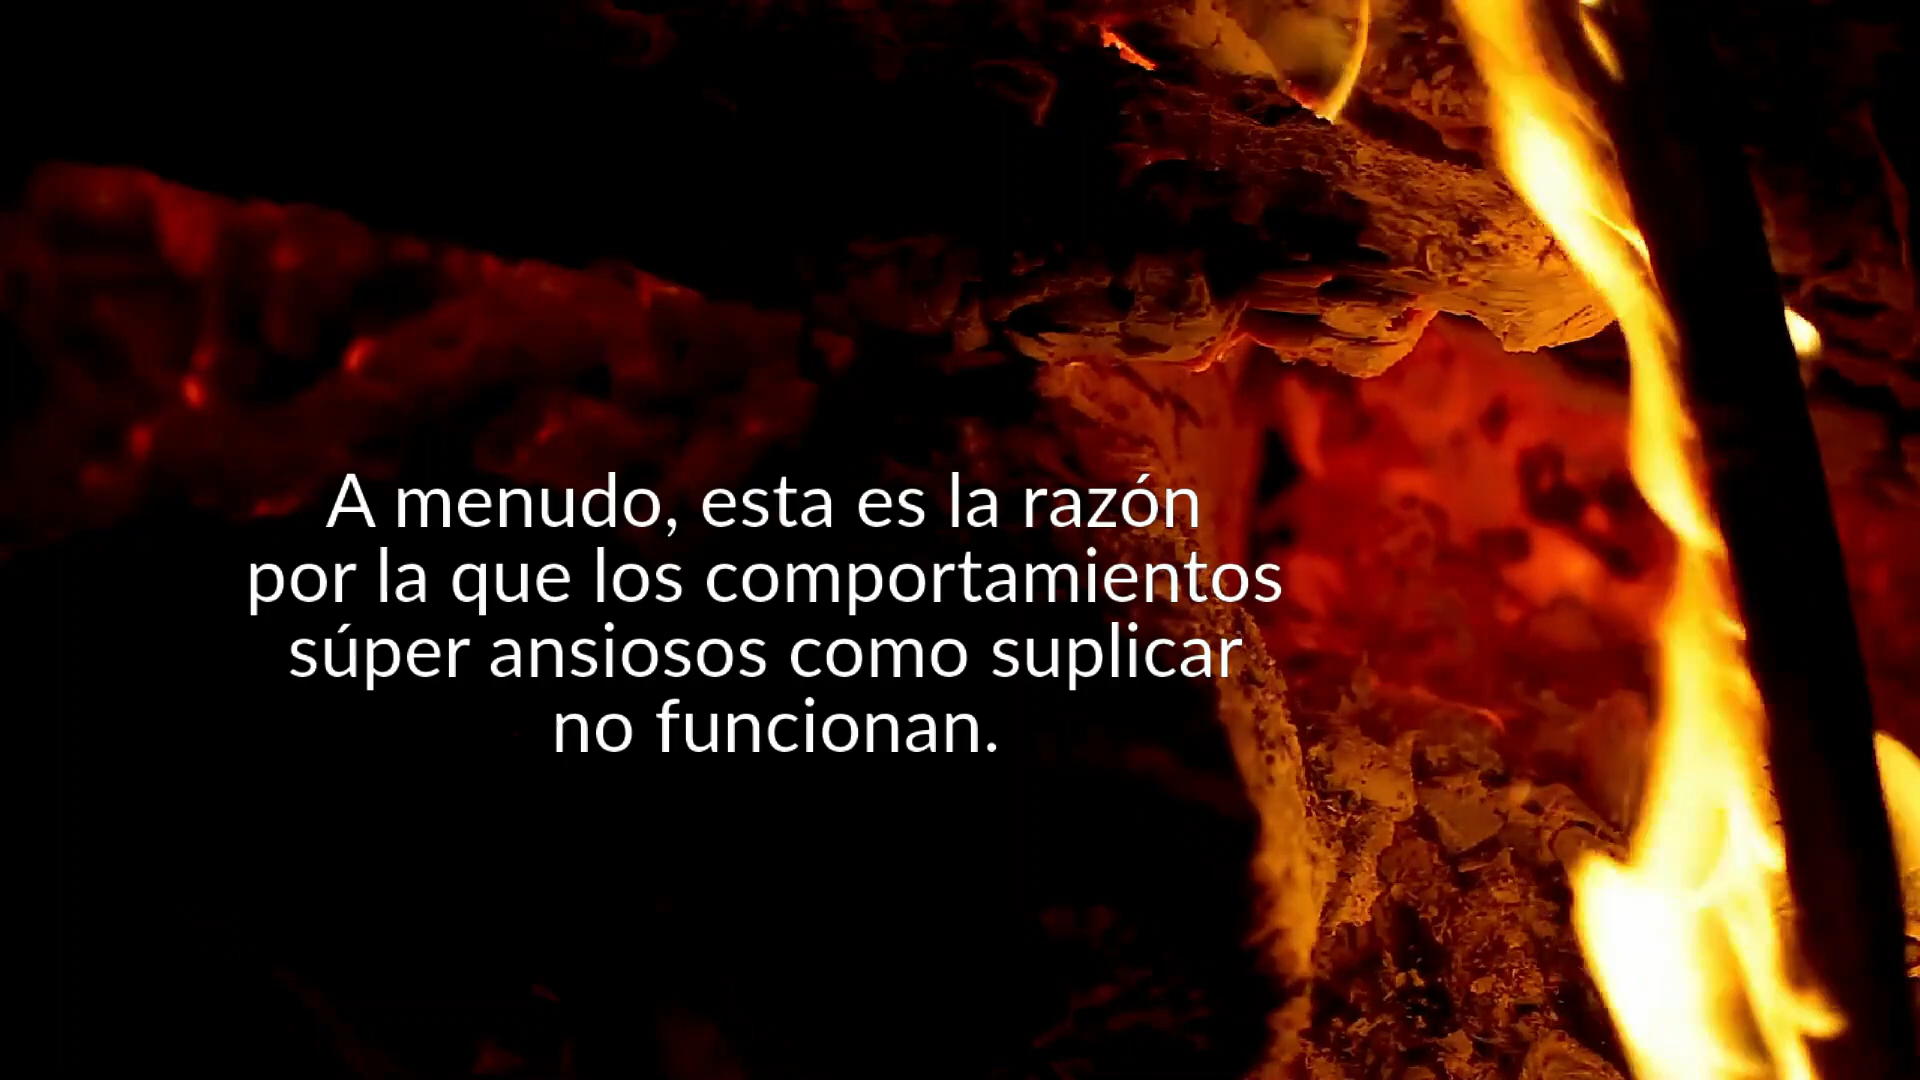 A menudo, esta es la razón
por la que los comportamientos
súper ansiosos como suplicar
no funcionan.